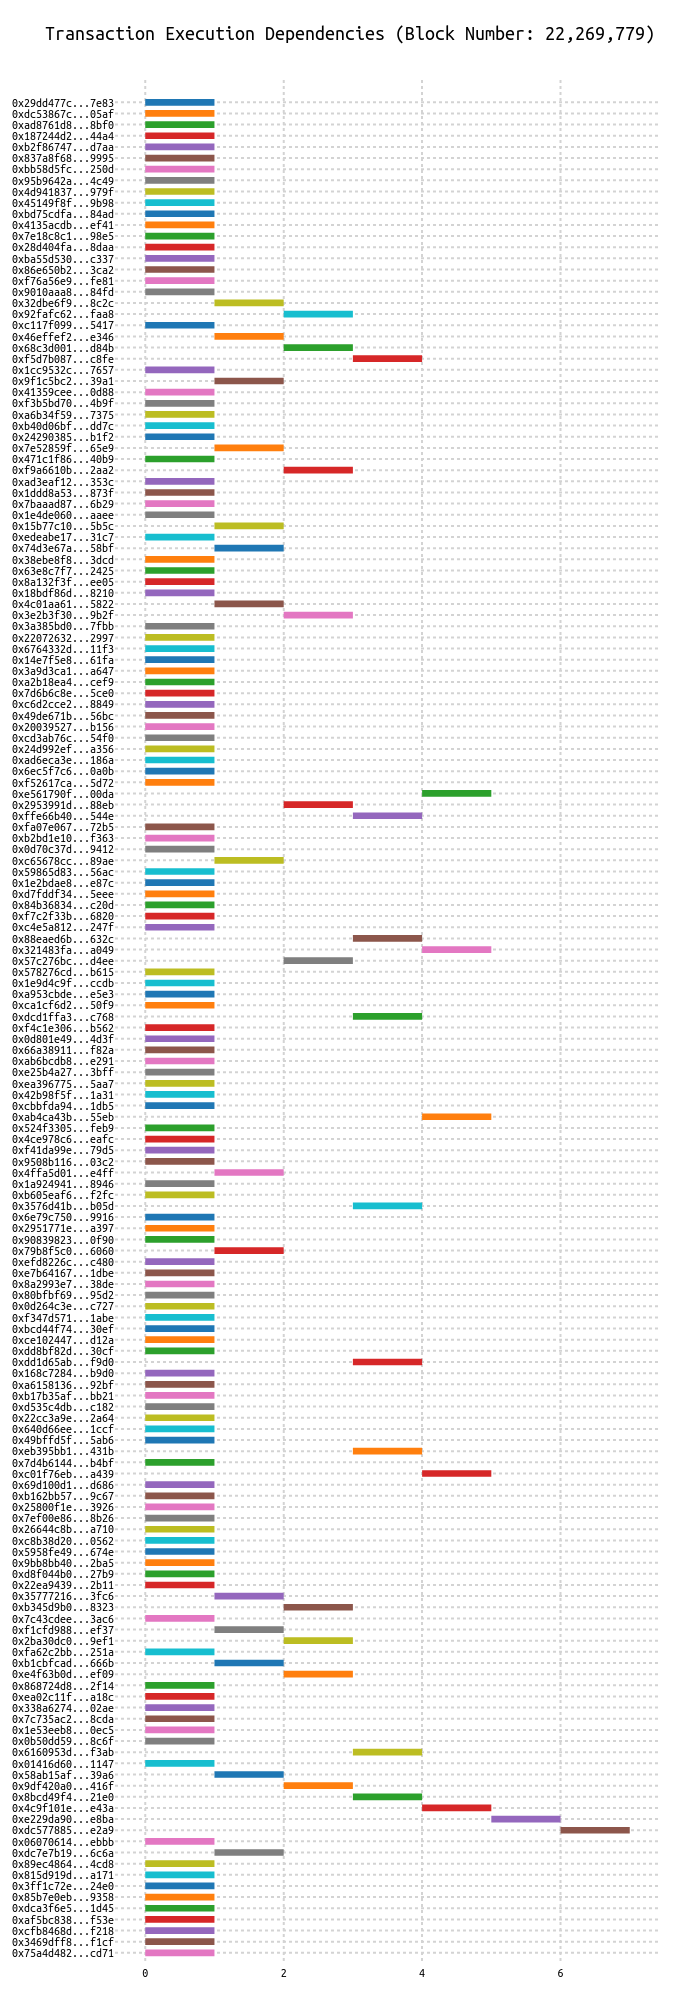 Transaction Execution Dependencies (Block Number: 22,269,779)
0x29dd477c...7e83
0xdc53867c...05af
0xad8761d8...8bf0
0x187244d2...44a4
0xb2f86747...d7aa
0x837a8f68...9995
0xbb58d5fc...250d
0x95b9642a...4c49
0x4d941837...979f
0x45149f8f...9b98
0xbd75cdfa...84ad
0x4135acdb...ef41
0x7e18c8c1...98e5
0x28d404fa...8daa
0xba55d530...c337
0x86e650b2...3ca2
0xf76a56e9...fe81
0x9010aaa8...84fd
0x32dbe6f9...8c2c
0x92fafc62...faa8
0xc117f099...5417
0x46effef2...e346
0x68c3d001...d84b
0xf5d7b087...c8fe
0x1cc9532c...7657
0x9f1c5bc2...39a1
0x41359cee...0d88
0xf3b5bd70...4b9f
0xa6b34f59...7375
0xb40d06bf...dd7c
0x24290385...b1f2
0x7e52859f...65e9
0x471c1f86...40b9
0xf9a6610b...2aa2
0xad3eaf12...353c
0x1ddd8a53...873f
0x7baaad87...6b29
0x1e4de060...aaee
0x15b77c10...5b5c
0xedeabe17...31c7
0x74d3e67a...58bf
0x38ebe8f8...3dcd
0x63e8c7f7...2425
0x8a132f3f...ee05
0x18bdf86d...8210
0x4c01aa61...5822
0x3e2b3f30...9b2f
0x3a385bd0...7fbb
0x22072632...2997
0x6764332d...11f3
0x14e7f5e8...61fa
0x3a9d3ca1...a647
0xa2b18ea4...cef9
0x7d6b6c8e...5ce0
0xc6d2cce2...8849
0x49de671b...56bc
0x20039527...b156
0xcd3ab76c...54f0
0x24d992ef...a356
0xad6eca3e...186a
0x6ec5f7c6...0a0b
0xf52617ca...5d72
0xe561790f...00da
0x2953991d...88eb
0xffe66b40...544e
0xfa07e067...72b5
0xb2bd1e10...f363
0x0d70c37d...9412
0xc65678cc...89ae
0x59865d83...56ac
0x1e2bdae8...e87c
0xd7fddf34...5eee
0x84b36834...c20d
0xf7c2f33b...6820
0xc4e5a812...247f
0x88eaed6b...632c
0x321483fa...a049
0x57c276bc...d4ee
0x578276cd...b615
0x1e9d4c9f...ccdb
0xa953cbde...e5e3
0xca1cf6d2...50f9
0xdcd1ffa3...c768
0xf4c1e306...b562
0x0d801e49...4d3f
0x66a38911...f82a
0xab6bcdb8...e291
0xe25b4a27...3bff
0xea396775...5aa7
0x42b98f5f...1a31
0xcbbfda94...1db5
0xab4ca43b...55eb
0x524f3305...feb9
0x4ce978c6...eafc
0xf41da99e...79d5
0x9508b116...03c2
0x4ffa5d01...e4ff
0x1a924941...8946
0xb605eaf6...f2fc
0x3576d41b...b05d
0x6e79c750...9916
0x2951771e...a397
0x90839823...0f90
0x79b8f5c0...6060
0xefd8226c...c480
0xe7b64167...1dbe
0x8a2993e7...38de
0x80bfbf69...95d2
0x0d264c3e...c727
0xf347d571...1abe
0xbcd44f74...30ef
0xce102447...d12a
0xdd8bf82d...30cf
0xdd1d65ab...f9d0
0x168c7284...b9d0
0xa6158136...92bf
0xb17b35af...bb21
0xd535c4db...c182
0x22cc3a9e...2a64
0x640d66ee...1ccf
0x49bffd5f...5ab6
0xeb395bb1...431b
0x7d4b6144...b4bf
0xc01f76eb...a439
0x69d100d1...d686
0xb162bb57...9c67
0x25800f1e...3926
0x7ef00e86...8b26
0x26644c8b...a710
0xc8b38d20...0562
0x5958fe49...674e
0x9bb8bb40...2ba5
0xd8f044b0...27b9
0x22ea9439...2b11
0x35777216...3fc6
0xb345d9b0...8323
0x7c43cdee...3ac6
0xf1cfd988...ef37
0x2ba30dc0...9ef1
0xfa62c2bb...251a
0xb1cbfcad...666b
0xe4f63b0d...ef09
0x868724d8...2f14
0xea02c11f...a18c
0x338a6274...02ae
0x7c735ac2...8cda
0x1e53eeb8...0ec5
0x0b50dd59...8c6f
0x6160953d...f3ab
0x01416d60...1147
0x58ab15af...39a6
0x9df420a0...416f
0x8bcd49f4...21e0
0x4c9f101e...e43a
0xe229da90...e8ba
0xdc577885...e2a9
0x06070614...ebbb
0xdc7e7b19...6c6a
0x89ec4864...4cd8
0x815d919d...a171
0x3ff1c72e...24e0
0x85b7e0eb...9358
0xdca3f6e5...1d45
0xaf5bc838...f53e
0xcfb8468d...f218
0x3469dff8...f1cf
0x75a4d482...cd71
0 2 4 6